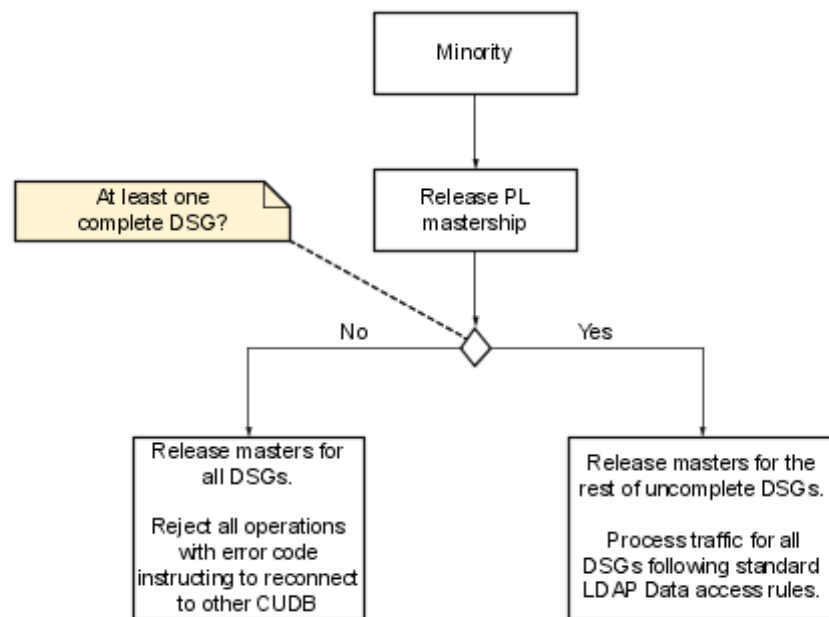 Minority
At least one
complete DSG?
Release PL
mastership
No
Yes
Release masters for
all DSGs.
Reject all operations
with error code
instructing to reconnect
to other CUDB
Release masters for the
rest of uncomplete DSGs.
Process traffic for all
DSGs following standard
LDAP Data access rules.